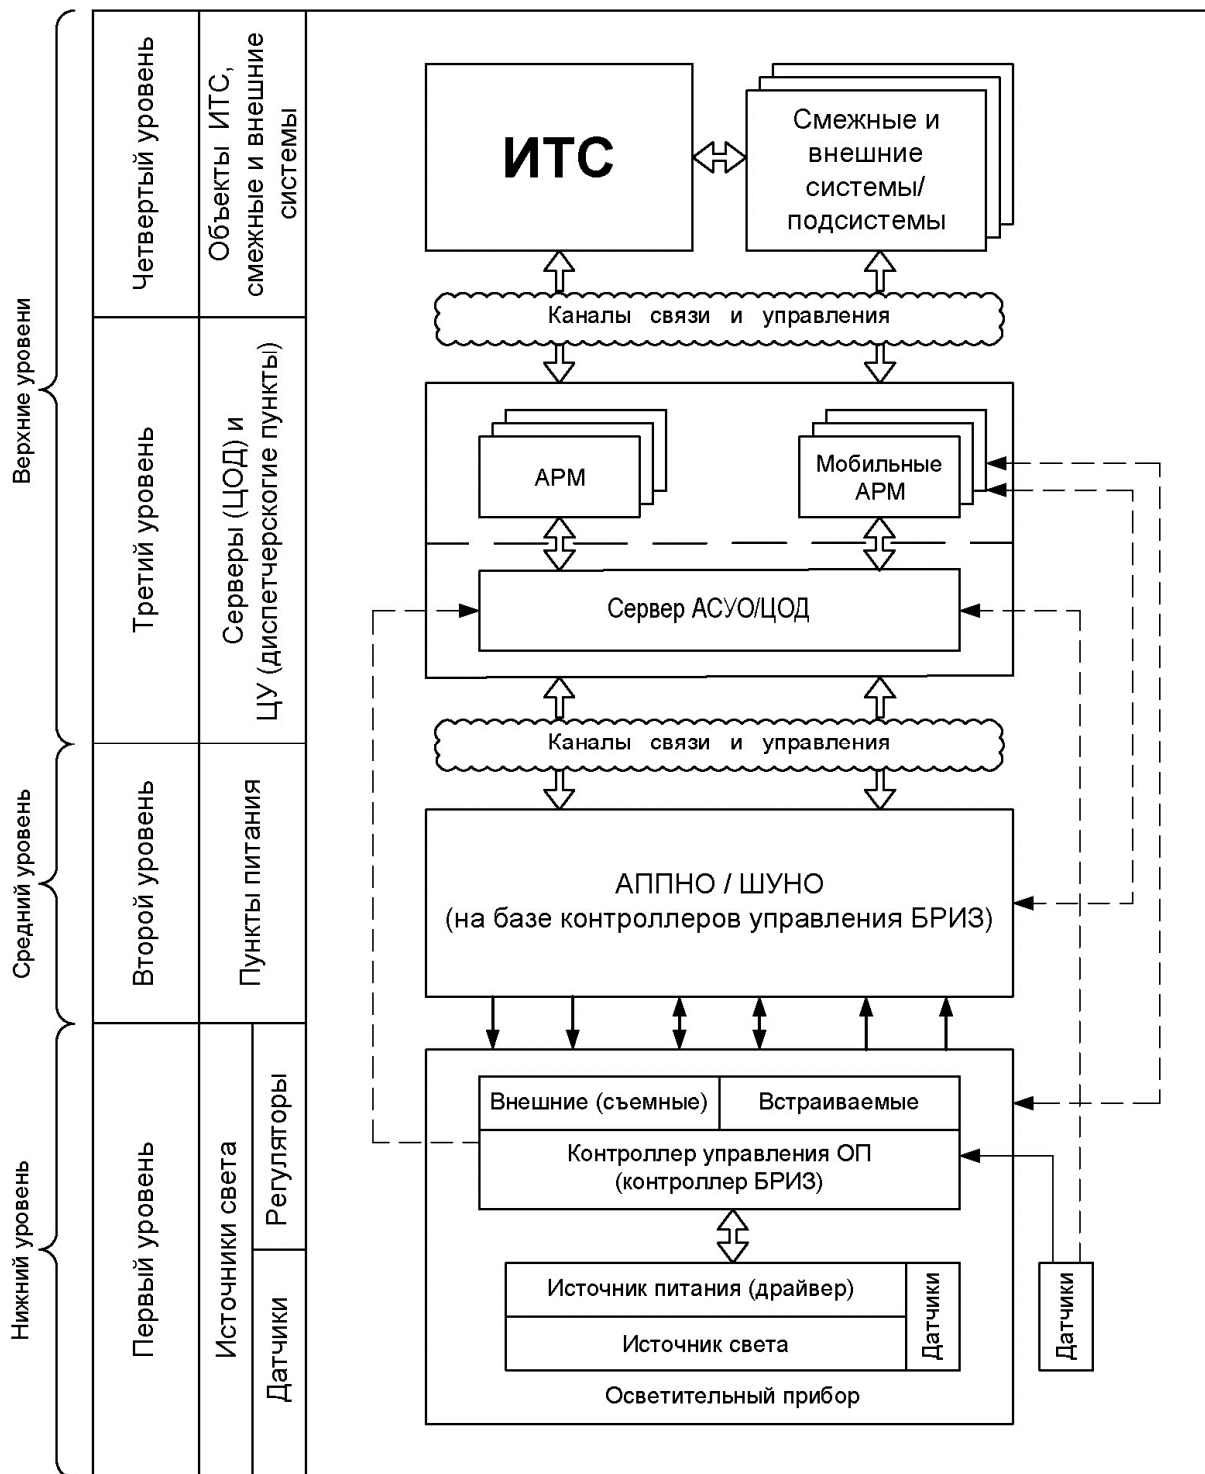 Верхние уровени
Четвертый уровень
Объекты ИТС,
смежные и внешние
системы
ИТС
Смежные и
внешние
системы/
подсистемы
Каналы связи и управления
Третий уровень
Серверы (ЦОД) и
ЦУ (диспетчерскогие пункты)
АРМ
Мобильные
АРМ
Сервер АСУО/ЦОД
Каналы связи и управления
Средний уровень
Второй уровень
Пункты питания
АППНО / ШУНО
(на базе контроллеров управления БРИЗ)
Нижний уровень
Первый уровень
Источники света
Регуляторы
Датчики
Внешние (съемные)
Встраиваемые
Контроллер управления ОП
(контроллер БРИЗ)
Источник питания (драйвер)
Источник света
Датчики
Датчики
Осветительный прибор